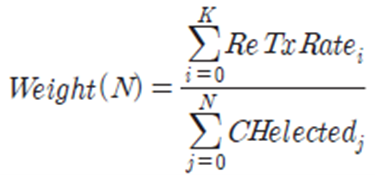 Weight(N) = \frac{\sum_{i=0}^{K} ReTxRate_i}{\sum_{j=0}^{N} CHelected_j}